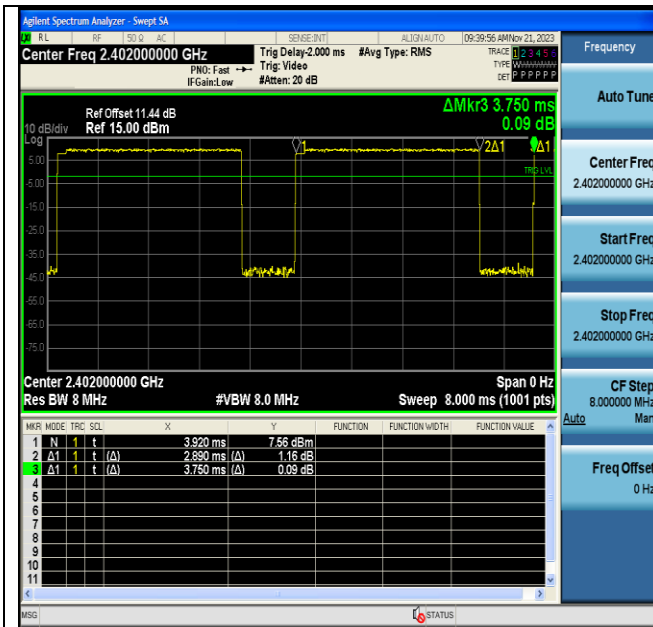 Agilent Spectrum Analyzer - Swept SA
RL RF 50 Ω AC SENSE:INT ALIGN AUTO 09:39:56 AM Nov 21, 2023
Center Freq 2.402000000 GHz Trig Delay-2.000 ms #Avg Type: RMS TRACE 1 2 3 4 5 6
PNO: Fast Trig: Video TYPE W
IFGain:Low #Atten: 20 dB DET P P P P P P
Frequency
Auto Tune
Center Freq
2.402000000 GHz
Start Freq
2.402000000 GHz
Stop Freq
2.402000000 GHz
CF Step
8.000000 MHz
Auto Man
Freq Offset
0 Hz
ΔMkr3 3.750 ms
0.09 dB
Ref Offset 11.44 dB
10 dB/div Ref 15.00 dBm
Log
1 2Δ1 Δ1
5.00
TRIG LVL
-5.00
-15.0
-25.0
-35.0
-45.0
-55.0
-65.0
-75.0
Center 2.402000000 GHz Span 0 Hz
Res BW 8 MHz #VBW 8.0 MHz Sweep 8.000 ms (1001 pts)
MKR MODE TRC SCL X Y FUNCTION FUNCTION WIDTH FUNCTION VALUE
1 N 1 t 3.920 ms 7.56 dBm
2 Δ1 1 t (Δ) 2.890 ms (Δ) 1.16 dB
3 Δ1 1 t (Δ) 3.750 ms (Δ) 0.09 dB
4
5
6
7
8
9
10
11
MSG STATUS